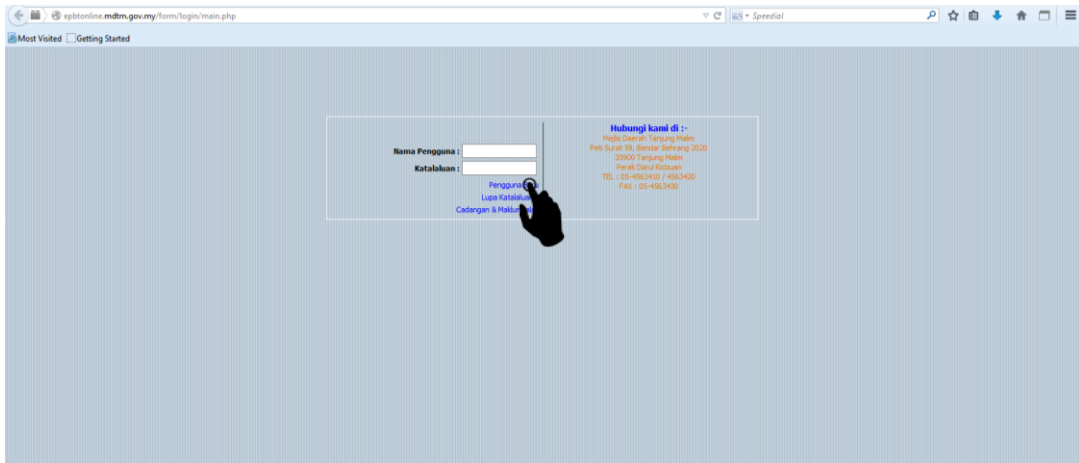 epbtonline.mdtm.gov.my/form/login/main.php
Speedial
Most Visited Getting Started
Nama Pengguna :
Katalaluan :
Lupa
Cadangan &
Hubungi kami di :-
Majlis Daerah Tanjung Malim
Peti Surat 59, Bandar Behrang 2020
35900 Tanjung Malim
Perak Darul Ridzuan
TEL : 05-4563410 / 4563420
FAX : 05-4563430